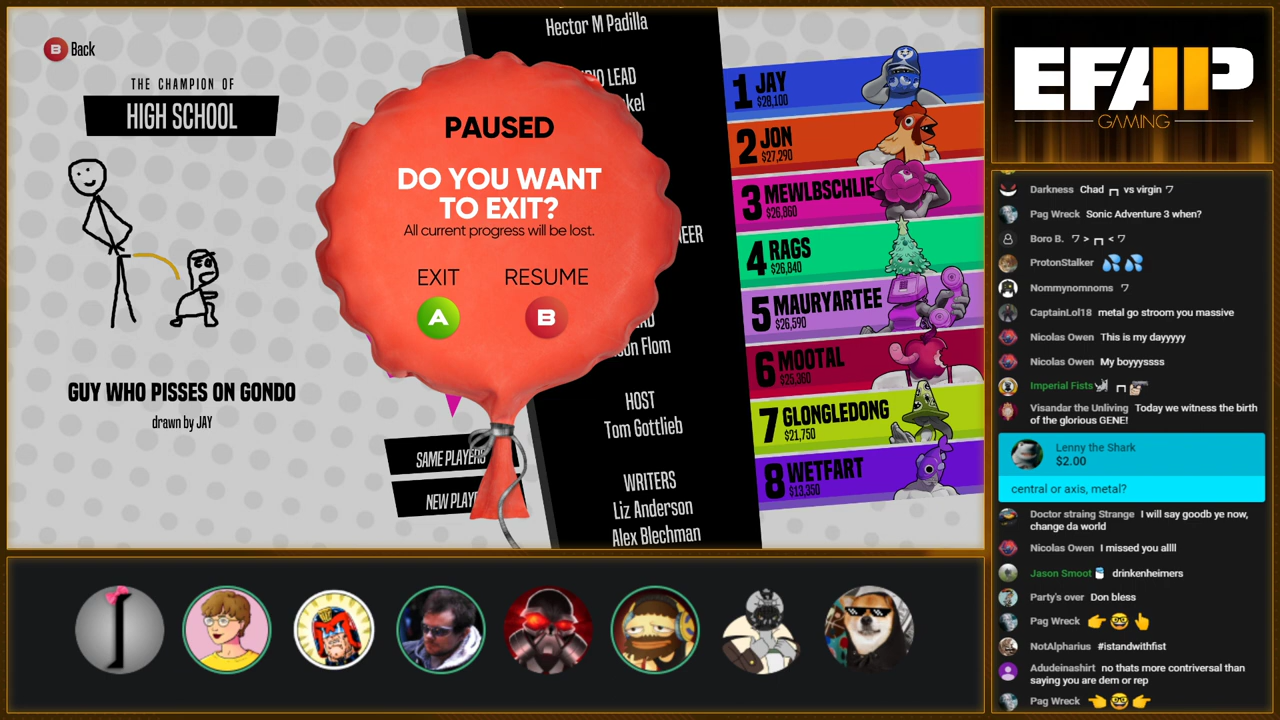 B Back
THE CHAMPION OF
HIGH SCHOOL
GUY WHO PISSES ON GONDO
drawn by JAY
PAUSED
DO YOU WANT
TO EXIT?
All current progress will be lost.
EXIT RESUME
A B
SAME PLAYERS
NEW
Hector M Padilla
LEAD
Flom
HOST
Tom Gottlieb
WRITERS
Liz Anderson
Alex Blechman
1 JAY
$28,100
2 JON
$27,290
3 MEWLBSCHLIE
$26,860
4 RAGS
$26,840
5 MAURYARTEE
$26,590
6 MOOTAL
$25,360
7 GLONGLEDONG
$21,750
8 WETFART
$13,350
EFAP
GAMING
Darkness Chad ┌┐ vs virgin ワ
Pag Wreck Sonic Adventure 3 when?
Boro B. ワ > ┌┐ < ワ
ProtonStalker 💦 💦
Nommynomnoms ワ
CaptainLol18 metal go stroom you massive
Nicolas Owen This is my dayyyyy
Nicolas Owen My boyyyssss
Imperial Fists ┌┐
Visandar the Unliving Today we witness the birth
of the glorious GENE!
Lenny the Shark
$2.00
central or axis, metal?
Doctor straing Strange I will say goodb ye now,
change da world
Nicolas Owen I missed you allll
Jason Smoot 🥛 drinkenheimers
Party's over Don bless
Pag Wreck 👉 🤓 👆
NotAlpharius #istandwithfist
Adudeinashirt no thats more contriversal than
saying you are dem or rep
Pag Wreck 👈 🤓 👉